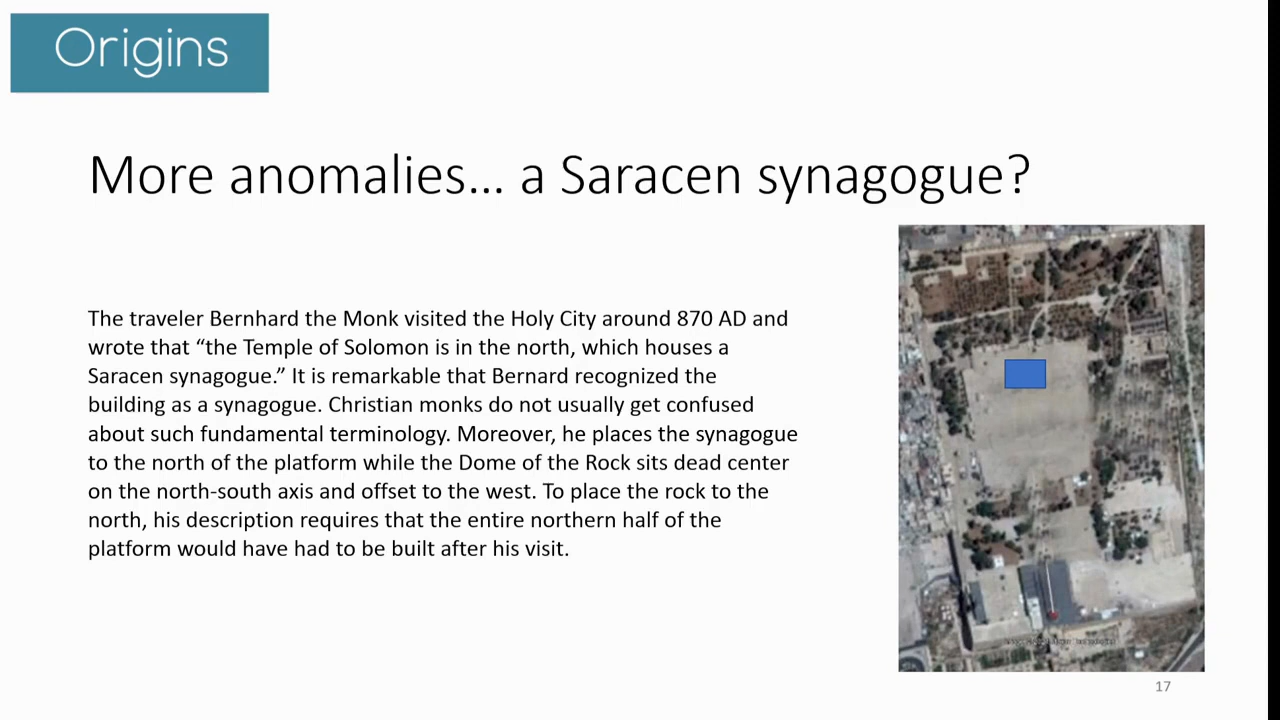 Origins
More anomalies... a Saracen synagogue?
The traveler Bernhard the Monk visited the Holy City around 870 AD and
wrote that “the Temple of Solomon is in the north, which houses a
Saracen synagogue.” It is remarkable that Bernard recognized the
building as a synagogue. Christian monks do not usually get confused
about such fundamental terminology. Moreover, he places the synagogue
to the north of the platform while the Dome of the Rock sits dead center
on the north-south axis and offset to the west. To place the rock to the
north, his description requires that the entire northern half of the
platform would have had to be built after his visit.
17